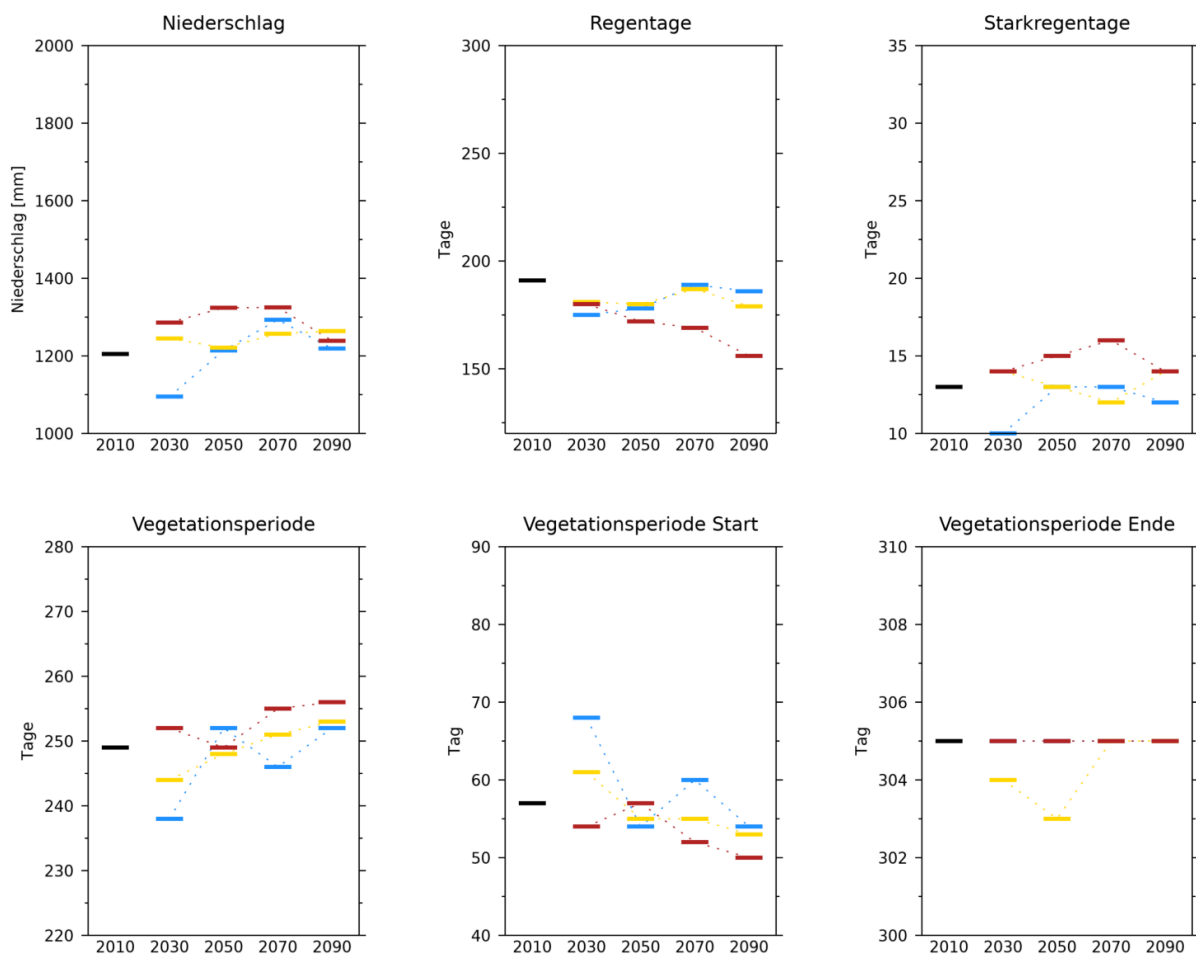 Niederschlag
Regentage
Starkregentage
2000
1800
1600
1400
1200
1000
Niederschlag [mm]
2010 2030 2050 2070 2090
300
250
200
150
Tage
2010 2030 2050 2070 2090
35
30
25
20
15
10
Tage
2010 2030 2050 2070 2090
Vegetationsperiode
Vegetationsperiode Start
Vegetationsperiode Ende
280
270
260
250
240
230
220
Tage
2010 2030 2050 2070 2090
90
80
70
60
50
40
Tag
2010 2030 2050 2070 2090
310
308
306
304
302
300
Tag
2010 2030 2050 2070 2090